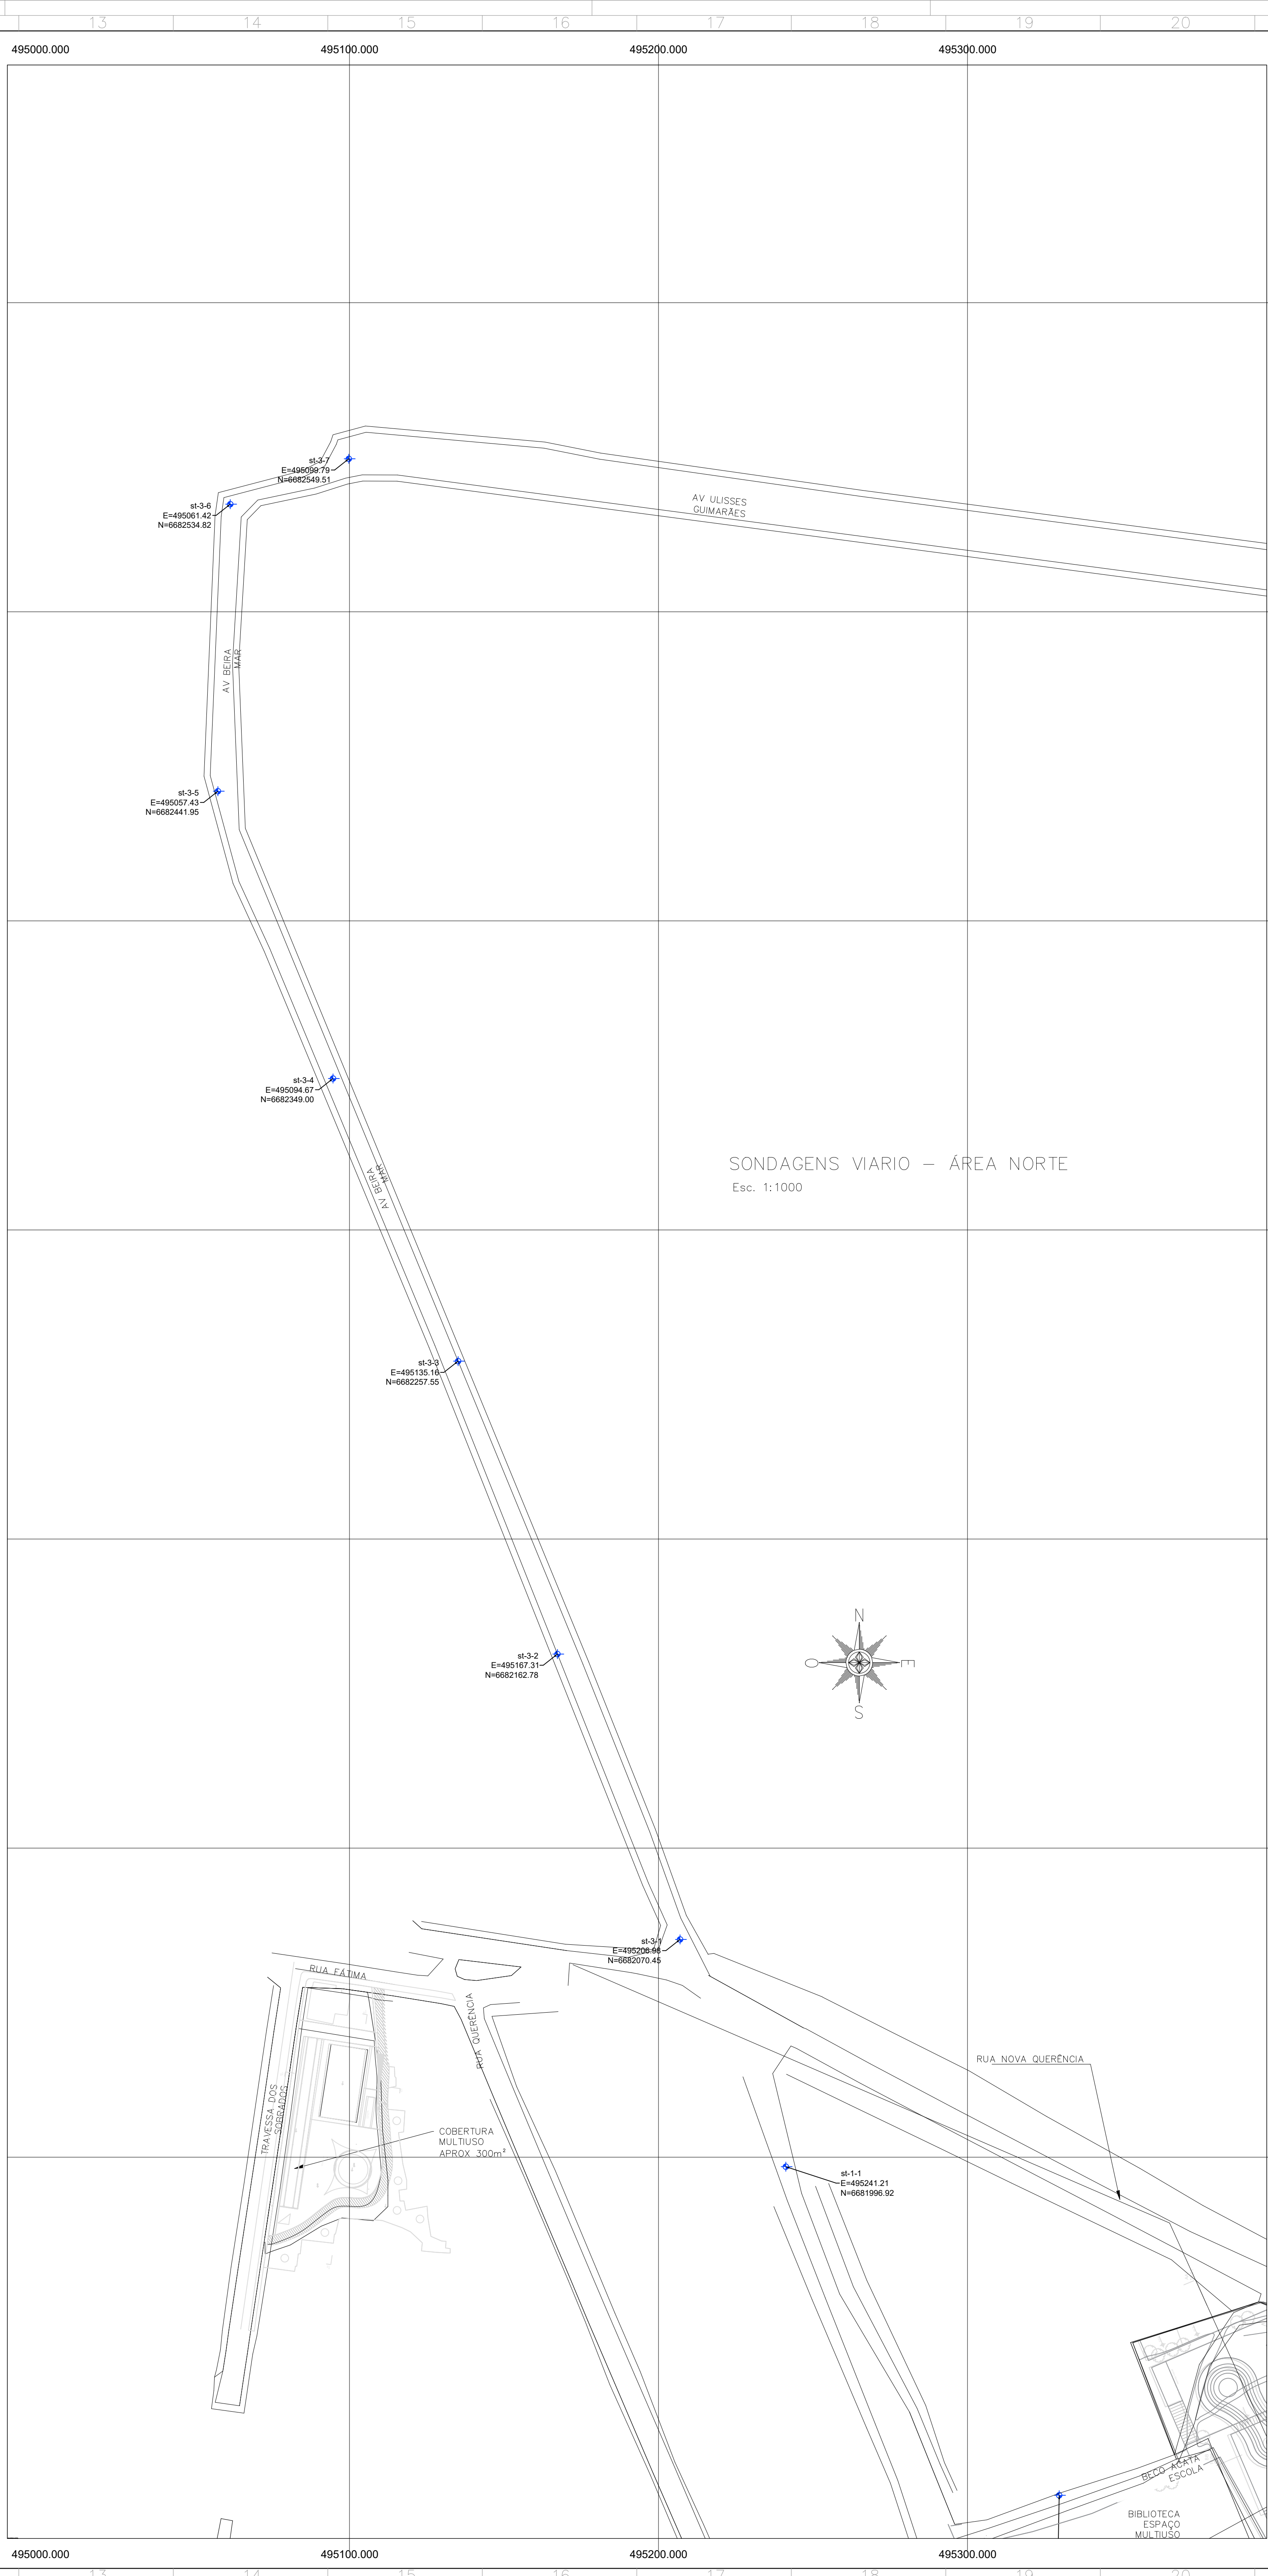 13 14 15 16 17 18 19 20
495000.000 495100.000 495200.000 495300.000
st-3-7
E=495099.79
N=6682549.51
st-3-6
E=495061.42
N=6682534.82
AV ULISSES
GUIMARÃES
AV BEIRA
MAR
st-3-5
E=495057.43
N=6682441.95
st-3-4
E=495094.67
N=6682349.00
SONDAGENS VIARIO – ÁREA NORTE
Esc. 1:1000
AV BEIRA
MAR
st-3-3
E=495135.16
N=6682257.55
N
O
E
S
st-3-2
E=495167.31
N=6682162.78
st-3-1
E=495206.98
N=6682070.45
RUA FÁTIMA
RUA QUERÊNCIA
RUA NOVA QUERÊNCIA
TRAVESSA DOS
SOBRADOS
COBERTURA
MULTIUSO
APROX 300m²
st-1-1
E=495241.21
N=6681996.92
BECO ACATA
ESCOLA
BIBLIOTECA
ESPAÇO
MULTIUSO
495000.000 495100.000 495200.000 495300.000
13 14 15 16 17 18 19 20